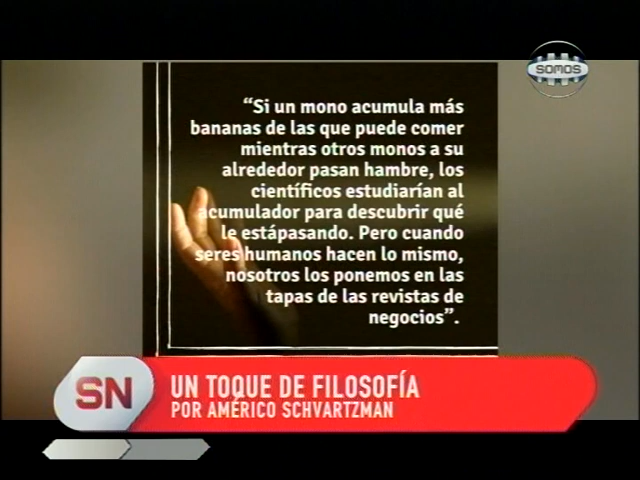 SOMOS
“Si un mono acumula más
bananas de las que puede comer
mientras otros monos a su
alrededor pasan hambre, los
científicos estudiarían al
acumulador para descubrir qué
le estápasando. Pero cuando
seres humanos hacen lo mismo,
nosotros los ponemos en las
tapas de las revistas de
negocios”.
SN
UN TOQUE DE FILOSOFÍA
POR AMÉRICO SCHVARTZMAN